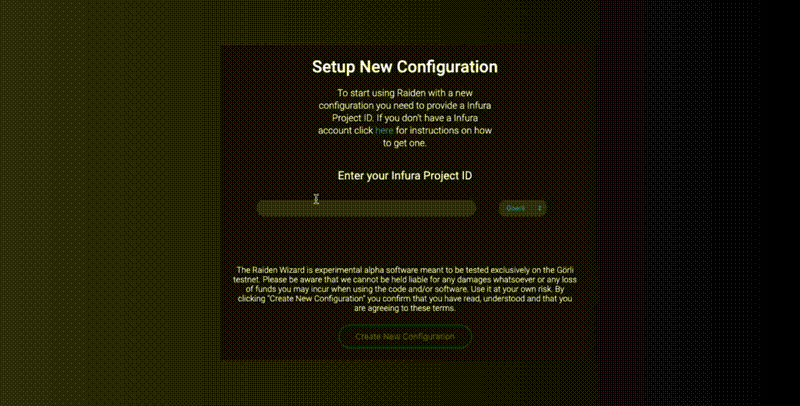 Setup New Configuration
To start using Raiden with a new
configuration you need to provide a Infura
Project ID. If you don't have a Infura
account click here for instructions on how
to get one.
Enter your Infura Project ID
Goerli
The Raiden Wizard is experimental alpha software meant to be tested exclusively on the Görli
testnet. Please be aware that we cannot be held liable for any damages whatsoever or any loss
of funds you may incur when using the code and/or software. Use it at your own risk. By
clicking "Create New Configuration" you confirm that you have read, understood and that you
are agreeing to these terms.
Create New Configuration